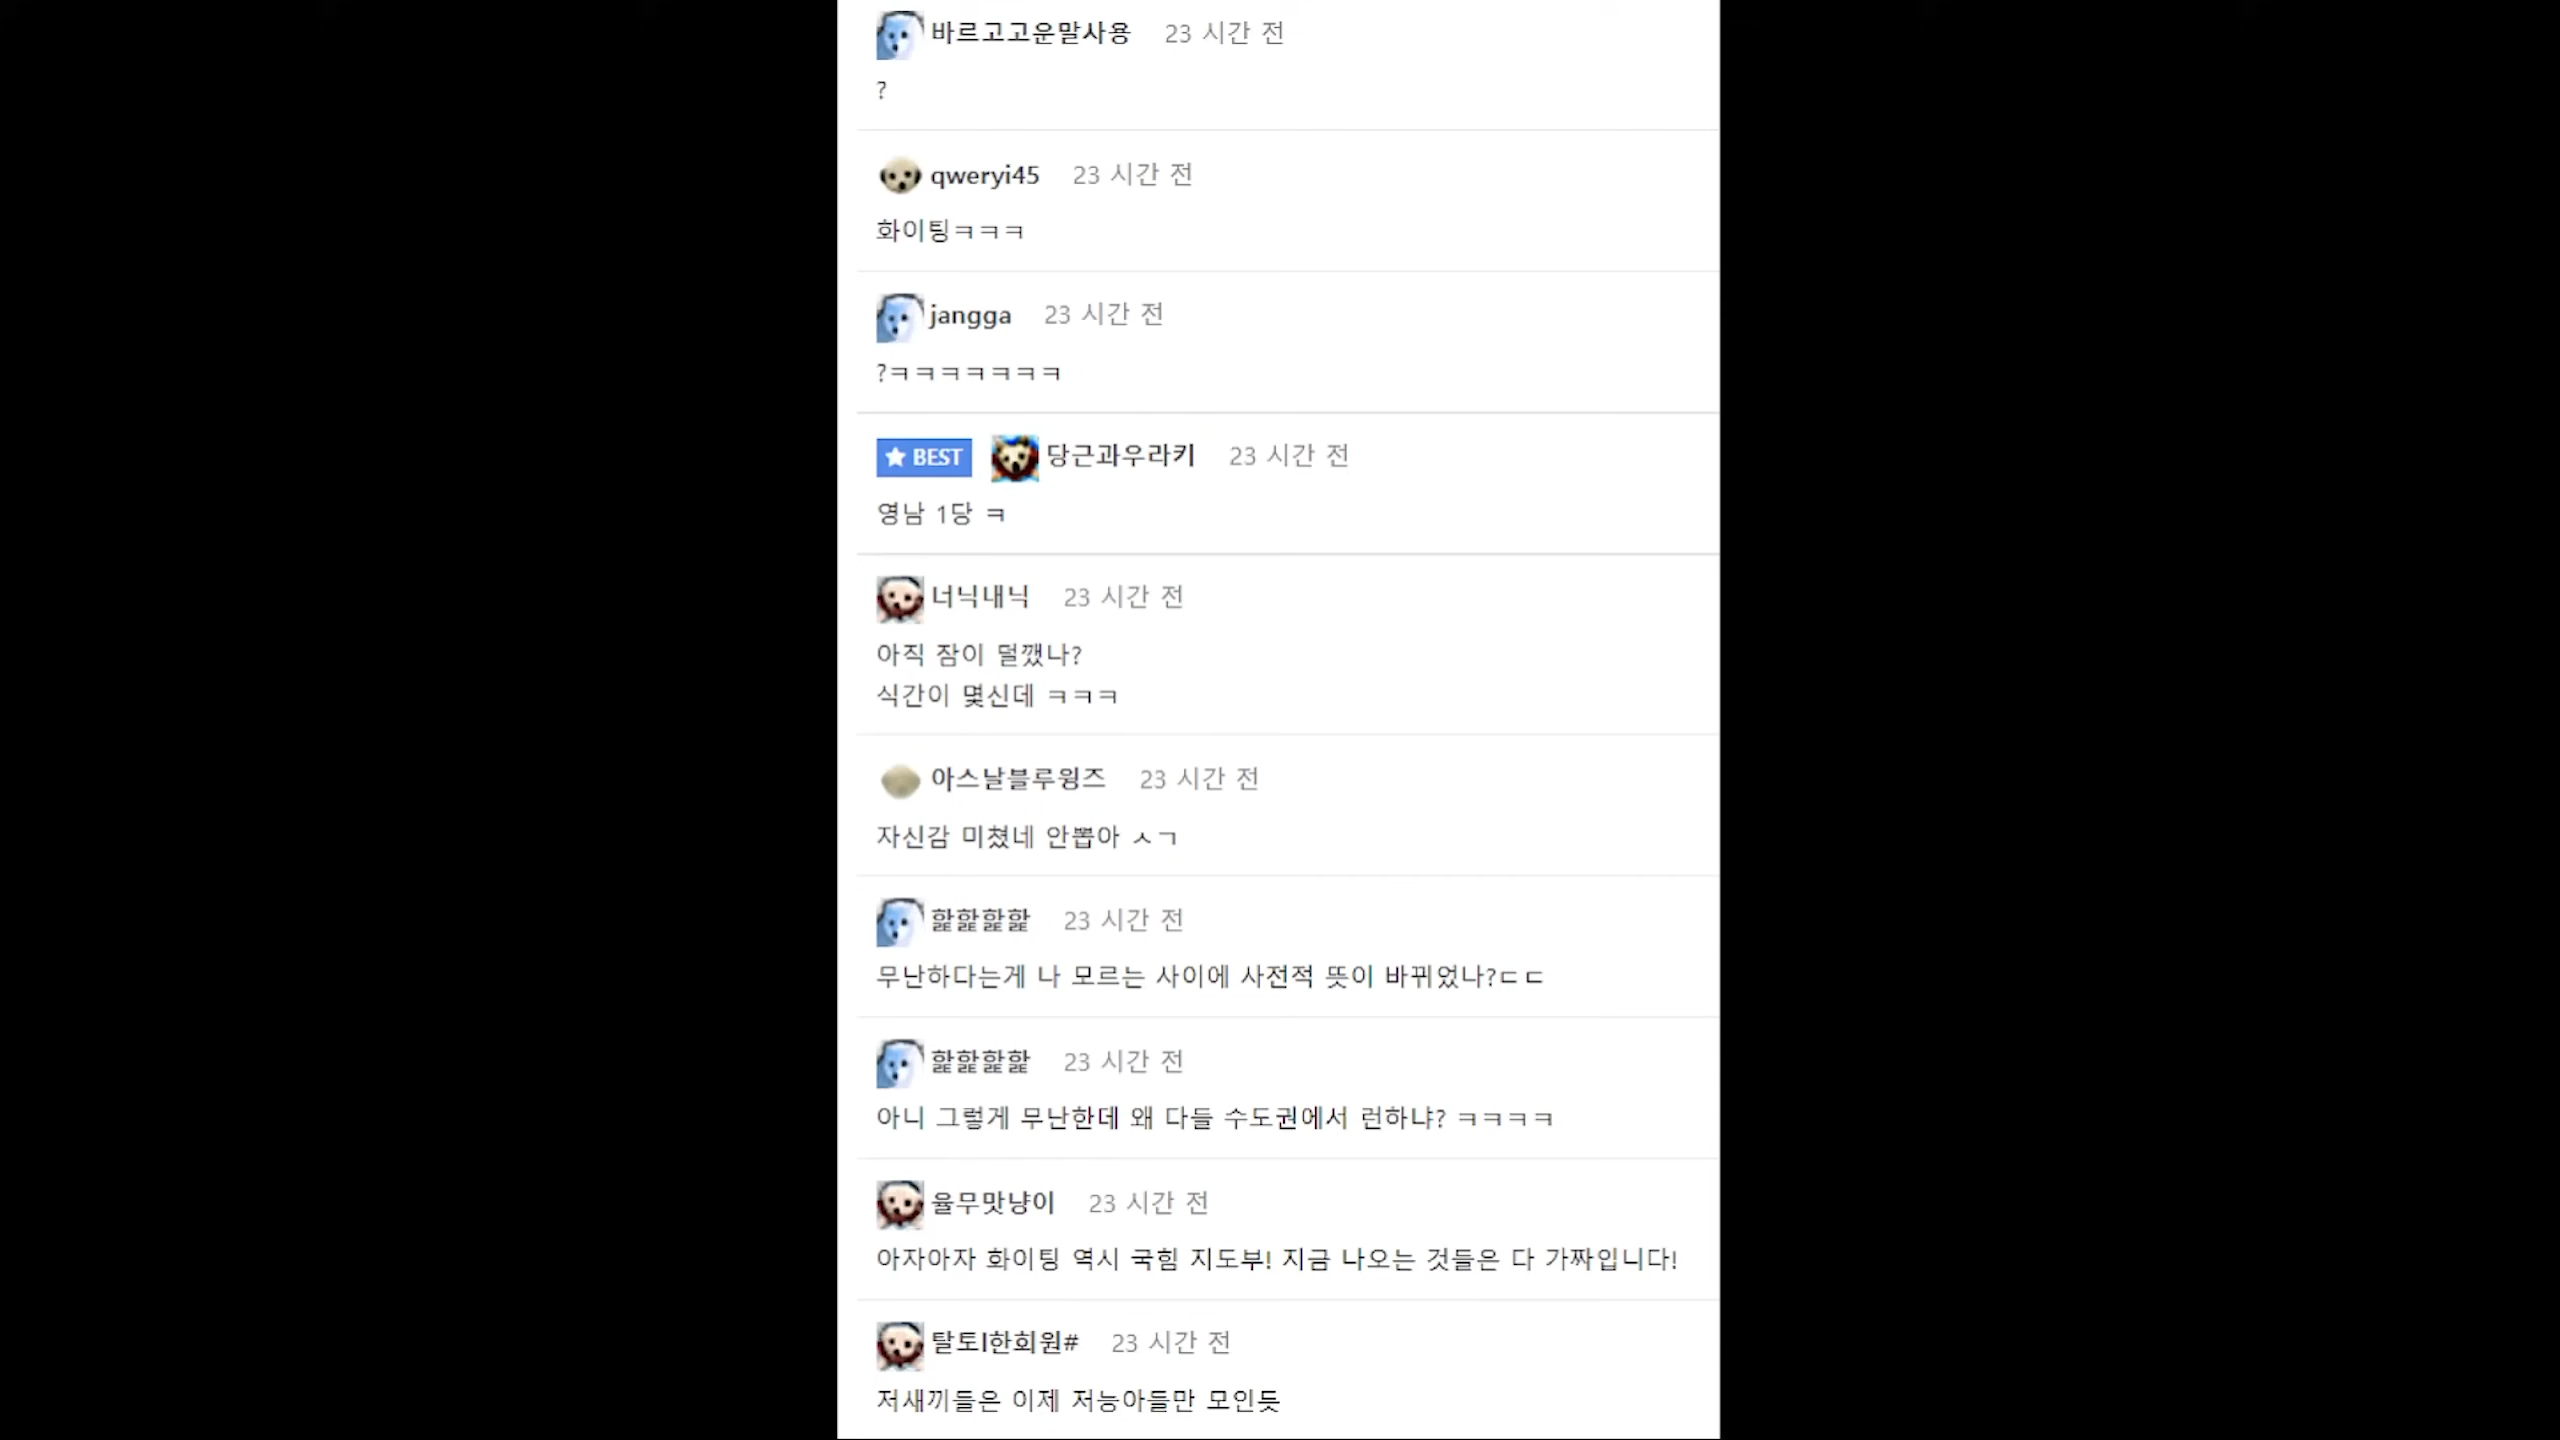 바르고고운말사용 23 시간 전
?
qweryi45 23 시간 전
화이팅ㅋㅋㅋ
jangga 23 시간 전
?ㅋㅋㅋㅋㅋㅋㅋ
★ BEST 당근과우라키 23 시간 전
영남 1당 ㅋ
너닉내닉 23 시간 전
아직 잠이 덜깼나?
식간이 몇신데 ㅋㅋㅋ
아스날블루윙즈 23 시간 전
자신감 미쳤네 안뽑아 ㅅㄱ
핥핥핥핥 23 시간 전
무난하다는게 나 모르는 사이에 사전적 뜻이 바뀌었나?ㄷㄷ
핥핥핥핥 23 시간 전
아니 그렇게 무난한데 왜 다들 수도권에서 런하냐? ㅋㅋㅋㅋ
율무맛냥이 23 시간 전
아자아자 화이팅 역시 국힘 지도부! 지금 나오는 것들은 다 가짜입니다!
탈토I한희원# 23 시간 전
저새끼들은 이제 저능아들만 모인듯